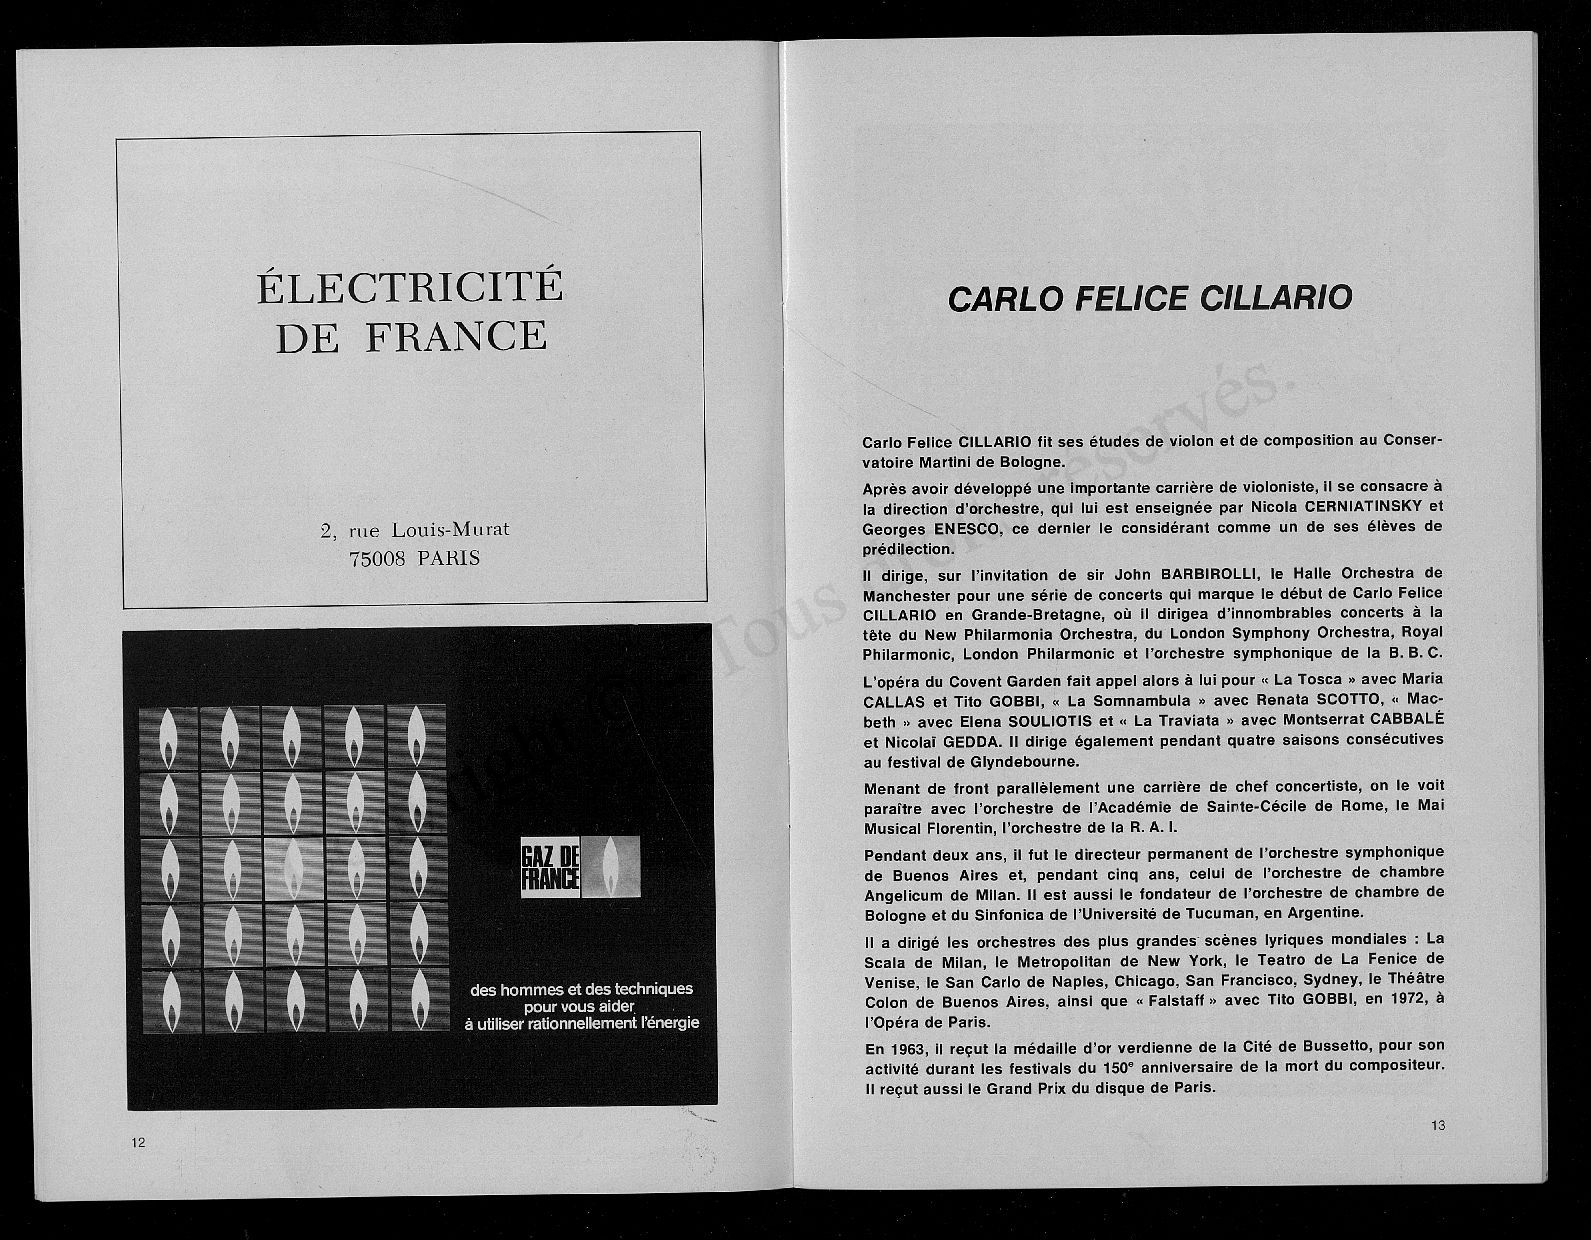 ÉLECTRICITÉ
DE FRANCE
2, rue Louis-Murat
75008 PARIS
GAZ DE
FRANCE
des hommes et des techniques
pour vous aider
à utiliser rationnellement l'énergie
12
CARLO FELICE CILLARIO
Carlo Felice CILLARIO fit ses études de violon et de composition au Conser-
vatoire Martini de Bologne.
Après avoir développé une importante carrière de violoniste, il se consacre à
la direction d'orchestre, qui lui est enseignée par Nicola CERNIATINSKY et
Georges ENESCO, ce dernier le considérant comme un de ses élèves de
prédilection.
Il dirige, sur l'invitation de sir John BARBIROLLI, le Halle Orchestra de
Manchester pour une série de concerts qui marque le début de Carlo Felice
CILLARIO en Grande-Bretagne, où il dirigea d'innombrables concerts à la
tête du New Philarmonia Orchestra, du London Symphony Orchestra, Royal
Philarmonic, London Philarmonic et l'orchestre symphonique de la B. B. C.
L'opéra du Covent Garden fait appel alors à lui pour « La Tosca » avec Maria
CALLAS et Tito GOBBI, « La Somnambula » avec Renata SCOTTO, « Mac-
beth » avec Elena SOULIOTIS et « La Traviata » avec Montserrat CABBALÉ
et Nicolaï GEDDA. Il dirige également pendant quatre saisons consécutives
au festival de Glyndebourne.
Menant de front parallèlement une carrière de chef concertiste, on le voit
paraître avec l'orchestre de l'Académie de Sainte-Cécile de Rome, le Mai
Musical Florentin, l'orchestre de la R. A. I.
Pendant deux ans, il fut le directeur permanent de l'orchestre symphonique
de Buenos Aires et, pendant cinq ans, celui de l'orchestre de chambre
Angelicum de Milan. Il est aussi le fondateur de l'orchestre de chambre de
Bologne et du Sinfonica de l'Université de Tucuman, en Argentine.
Il a dirigé les orchestres des plus grandes scènes lyriques mondiales : La
Scala de Milan, le Metropolitan de New York, le Teatro de La Fenice de
Venise, le San Carlo de Naples, Chicago, San Francisco, Sydney, le Théâtre
Colon de Buenos Aires, ainsi que « Falstaff » avec Tito GOBBI, en 1972, à
l'Opéra de Paris.
En 1963, il reçut la médaille d'or verdienne de la Cité de Bussetto, pour son
activité durant les festivals du 150e anniversaire de la mort du compositeur.
Il reçut aussi le Grand Prix du disque de Paris.
13
Tous droits réservés.